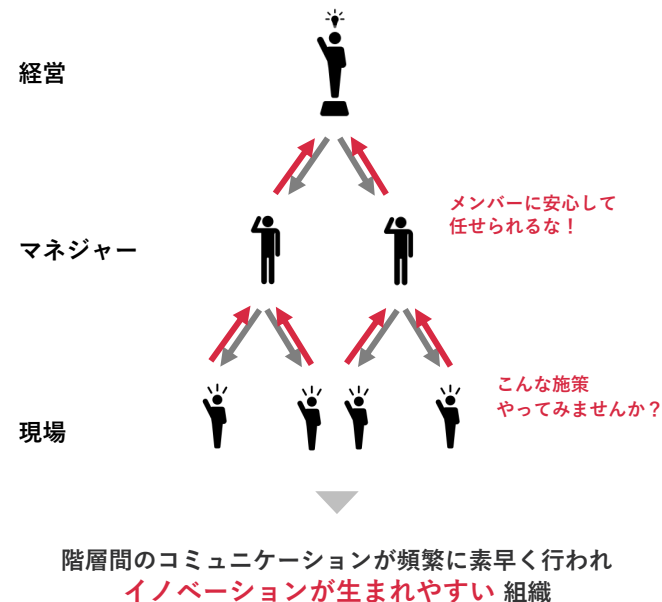 経営
メンバーに安心して
任せられるな！
マネジャー
こんな施策
やってみませんか？
現場
階層間のコミュニケーションが頻繁に素早く行われ
イノベーションが生まれやすい 組織